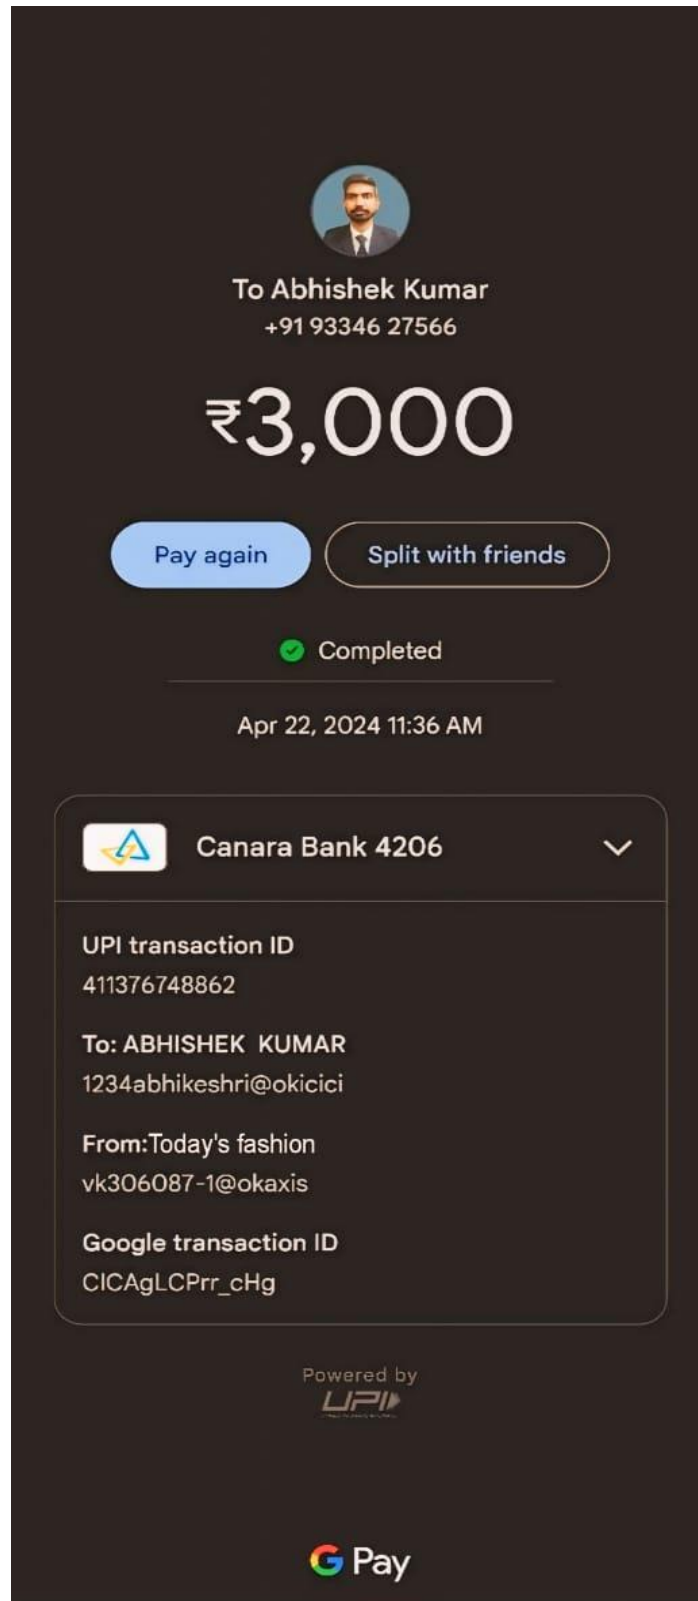 To Abhishek Kumar
+91 93346 27566
₹3,000
Pay again
Split with friends
Completed
Apr 22, 2024 11:36 AM
Canara Bank 4206
UPI transaction ID
411376748862
To: ABHISHEK KUMAR
1234abhikeshri@okicici
From:Today's fashion
vk306087-1@okaxis
Google transaction ID
CICAgLCPrr_cHg
Powered by
UPI
G Pay